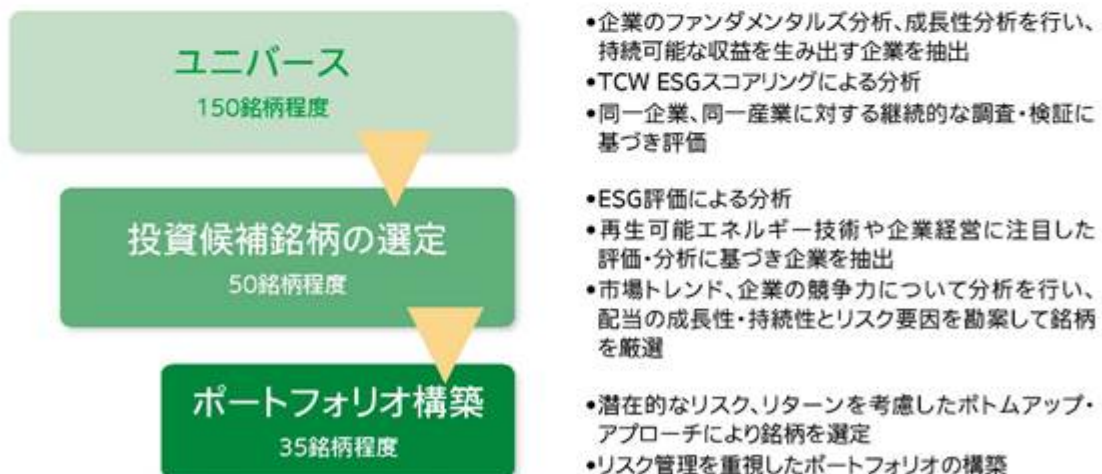 ユニバース
150銘柄程度
•企業のファンダメンタルズ分析、成長性分析を行い、
持続可能な収益を生み出す企業を抽出
•TCW ESGスコアリングによる分析
•同一企業、同一産業に対する継続的な調査・検証に
基づき評価
投資候補銘柄の選定
50銘柄程度
•ESG評価による分析
•再生可能エネルギー技術や企業経営に注目した
評価・分析に基づき企業を抽出
•市場トレンド、企業の競争力について分析を行い、
配当の成長性・持続性とリスク要因を勘案して銘柄
を厳選
ポートフォリオ構築
35銘柄程度
•潜在的なリスク、リターンを考慮したボトムアップ・
アプローチにより銘柄を選定
•リスク管理を重視したポートフォリオの構築